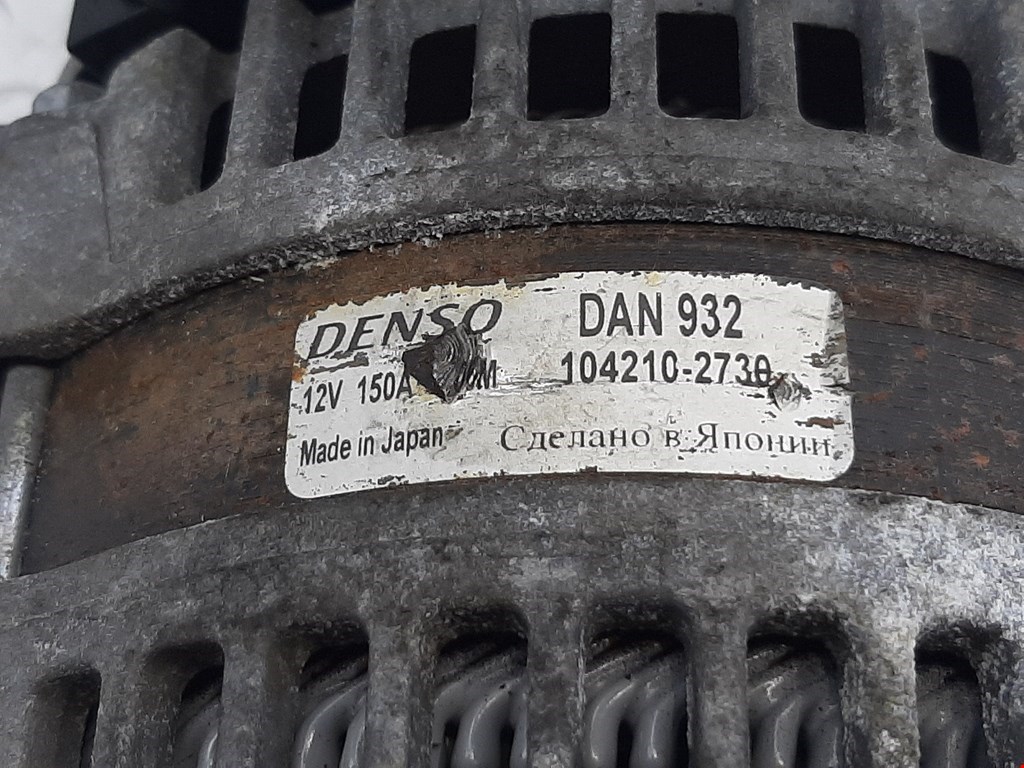 DENSO
DAN 932
12V 150A
104210-2730
Made in Japan
Сделано в Японии